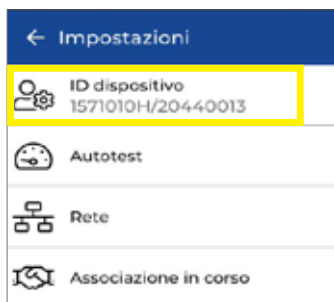 Impostazioni
ID dispositivo
1571010H/20440013
Autotest
Rete
Associazione in corso